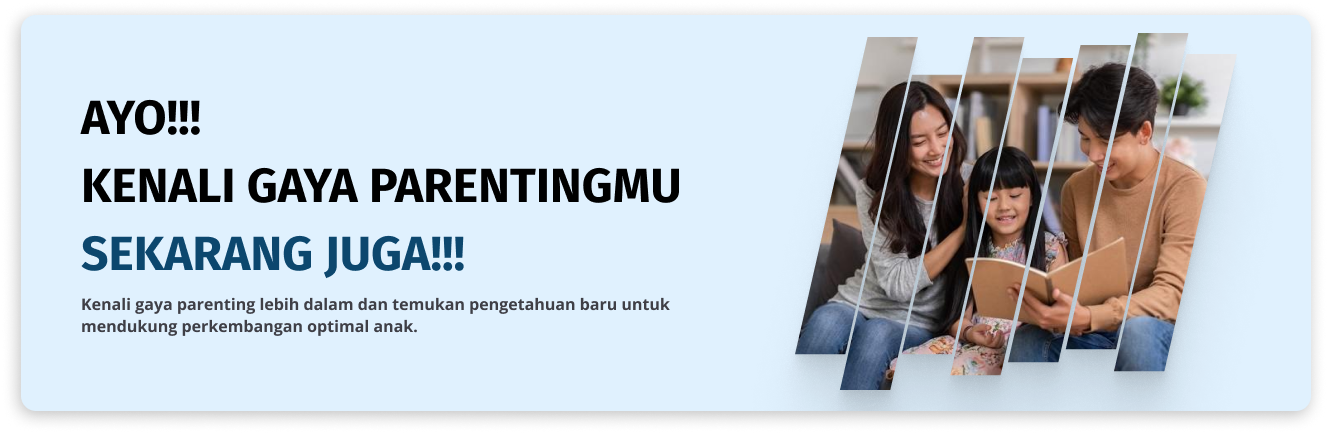 AYO!!!
KENALI GAYA PARENTINGMU
SEKARANG JUGA!!!
Kenali gaya parenting lebih dalam dan temukan pengetahuan baru untuk
mendukung perkembangan optimal anak.